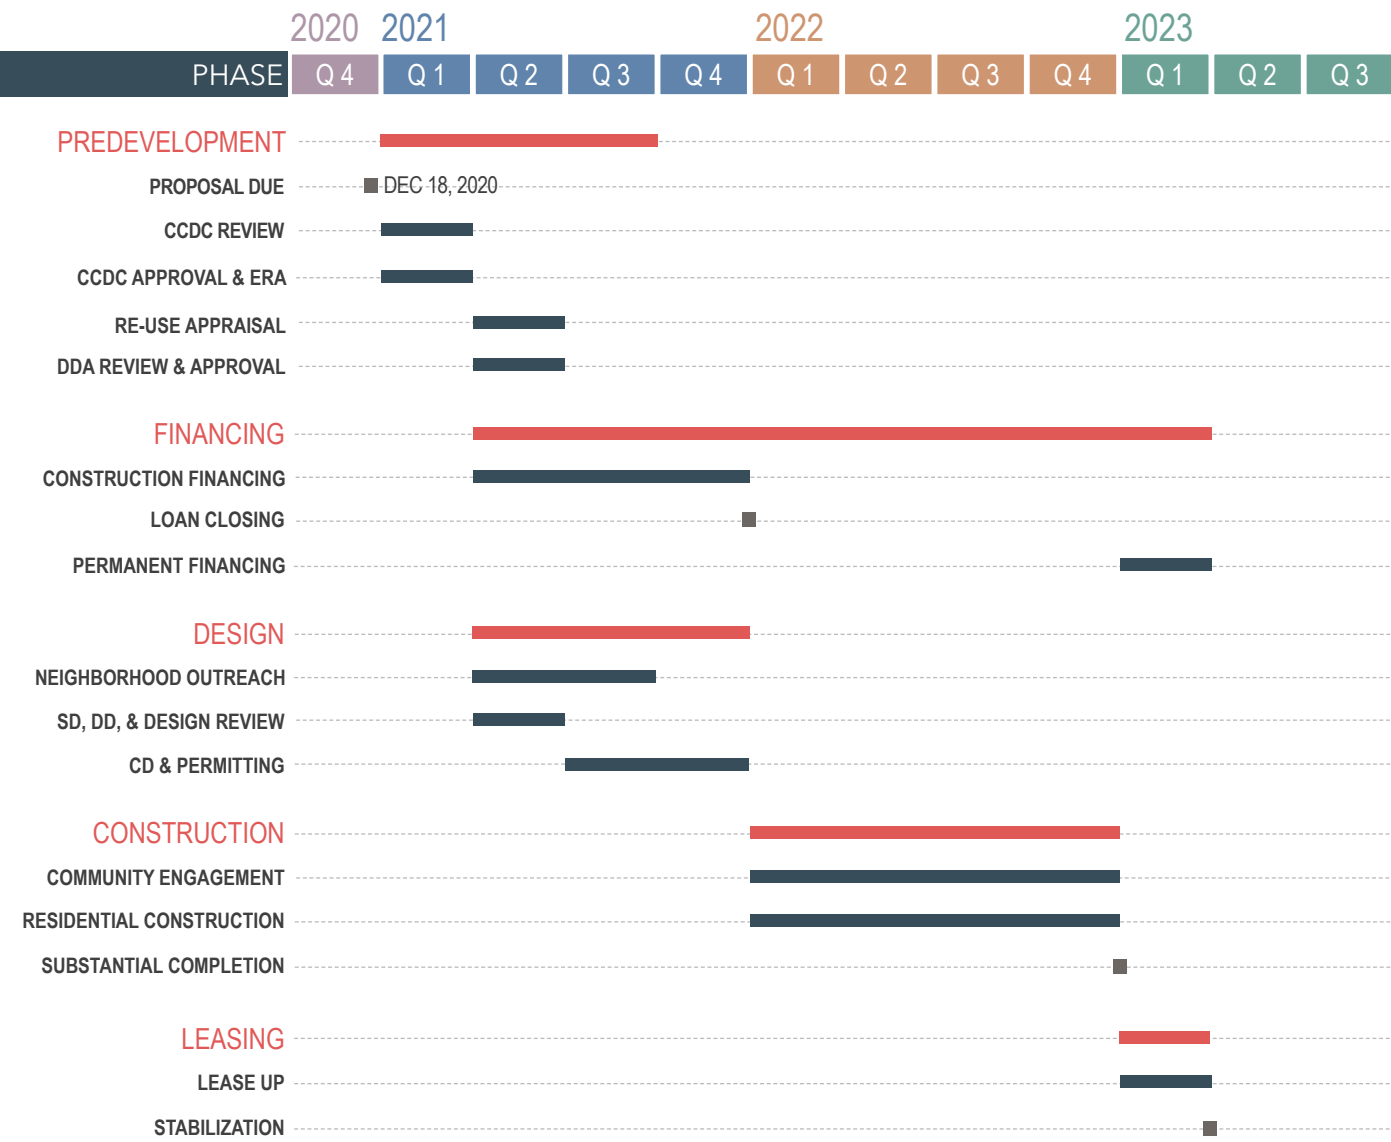 2020 2021 2022 2023
PHASE Q 4 Q 1 Q 2 Q 3 Q 4 Q 1 Q 2 Q 3 Q 4 Q 1 Q 2 Q 3
PREDEVELOPMENT
PROPOSAL DUE DEC 18, 2020
CCDC REVIEW
CCDC APPROVAL & ERA
RE-USE APPRAISAL
DDA REVIEW & APPROVAL
FINANCING
CONSTRUCTION FINANCING
LOAN CLOSING
PERMANENT FINANCING
DESIGN
NEIGHBORHOOD OUTREACH
SD, DD, & DESIGN REVIEW
CD & PERMITTING
CONSTRUCTION
COMMUNITY ENGAGEMENT
RESIDENTIAL CONSTRUCTION
SUBSTANTIAL COMPLETION
LEASING
LEASE UP
STABILIZATION